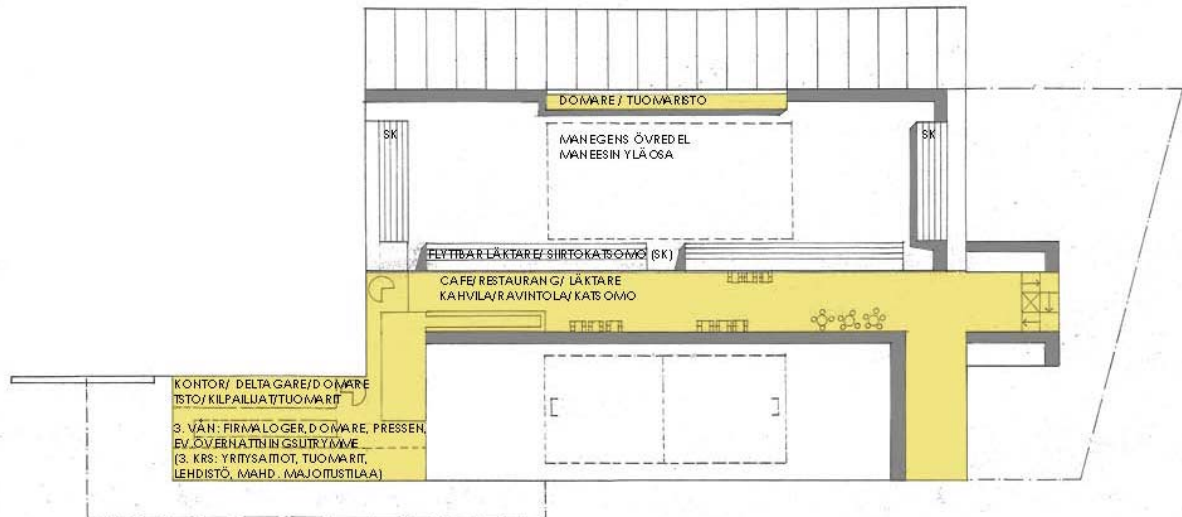 DOMARE / TUOMARISTO
SK
MANEGENS ÖVREDEL
MANEESIN YLÄOSA
SK
FLYTTBAR LÄKTARE/ SIIRTOKATSOMO (SK)
CAFE/RESTAURANG/ LÄKTARE
KAHVILA/RAVINTOLA/KATSOMO
KONTOR/ DELTAGARE/DOMARE
TSTO/KILPAILIJAT/TUOMARIT
3. VÅN: FIRMALOGER, DOMARE, PRESSEN,
EV. ÖVERNATTNINGSUTRYMME
(3. KRS: YRITYSAITIOT, TUOMARIT,
LEHDISTÖ, MAHD. MAJOITUSTILAA)